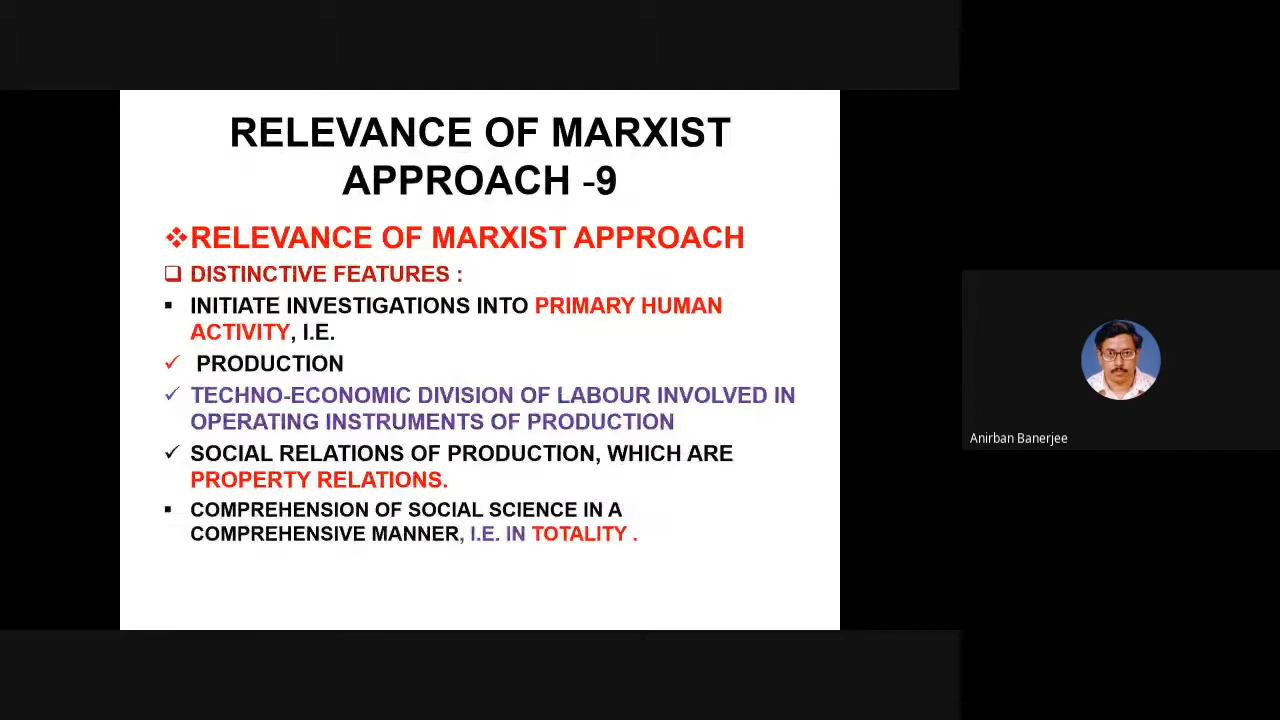 RELEVANCE OF MARXIST
APPROACH -9
RELEVANCE OF MARXIST APPROACH
DISTINCTIVE FEATURES :
INITIATE INVESTIGATIONS INTO PRIMARY HUMAN
ACTIVITY, I.E.
PRODUCTION
TECHNO-ECONOMIC DIVISION OF LABOUR INVOLVED IN
OPERATING INSTRUMENTS OF PRODUCTION
SOCIAL RELATIONS OF PRODUCTION, WHICH ARE
PROPERTY RELATIONS.
COMPREHENSION OF SOCIAL SCIENCE IN A
COMPREHENSIVE MANNER, I.E. IN TOTALITY .
Anirban Banerjee